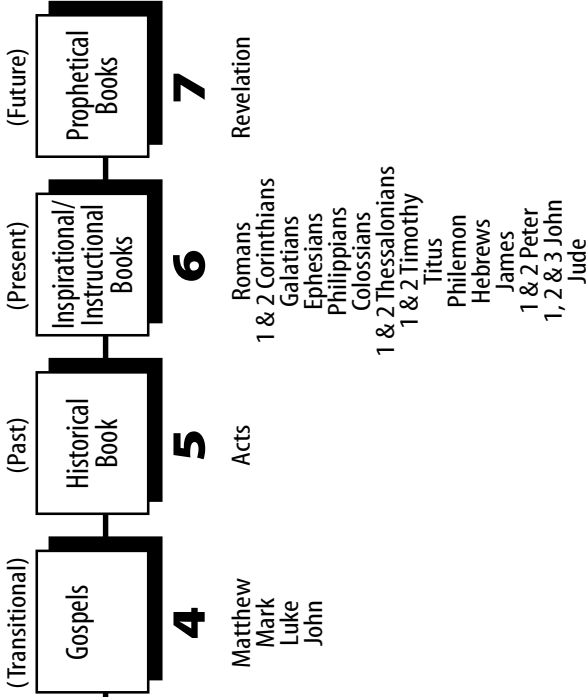 (Transitional)
Gospels
4
Matthew
Mark
Luke
John
(Past)
Historical
Book
5
Acts
(Present)
Inspirational/
Instructional
Books
6
Romans
1 & 2 Corinthians
Galatians
Ephesians
Philippians
Colossians
1 & 2 Thessalonians
1 & 2 Timothy
Titus
Philemon
Hebrews
James
1 & 2 Peter
1, 2 & 3 John
Jude
(Future)
Prophetical
Books
7
Revelation